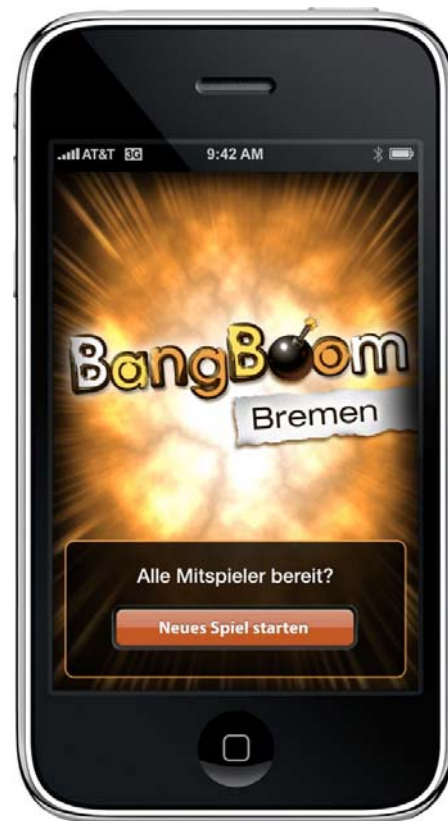 AT&T 3G 9:42 AM
BangBoom
Bremen
Alle Mitspieler bereit?
Neues Spiel starten